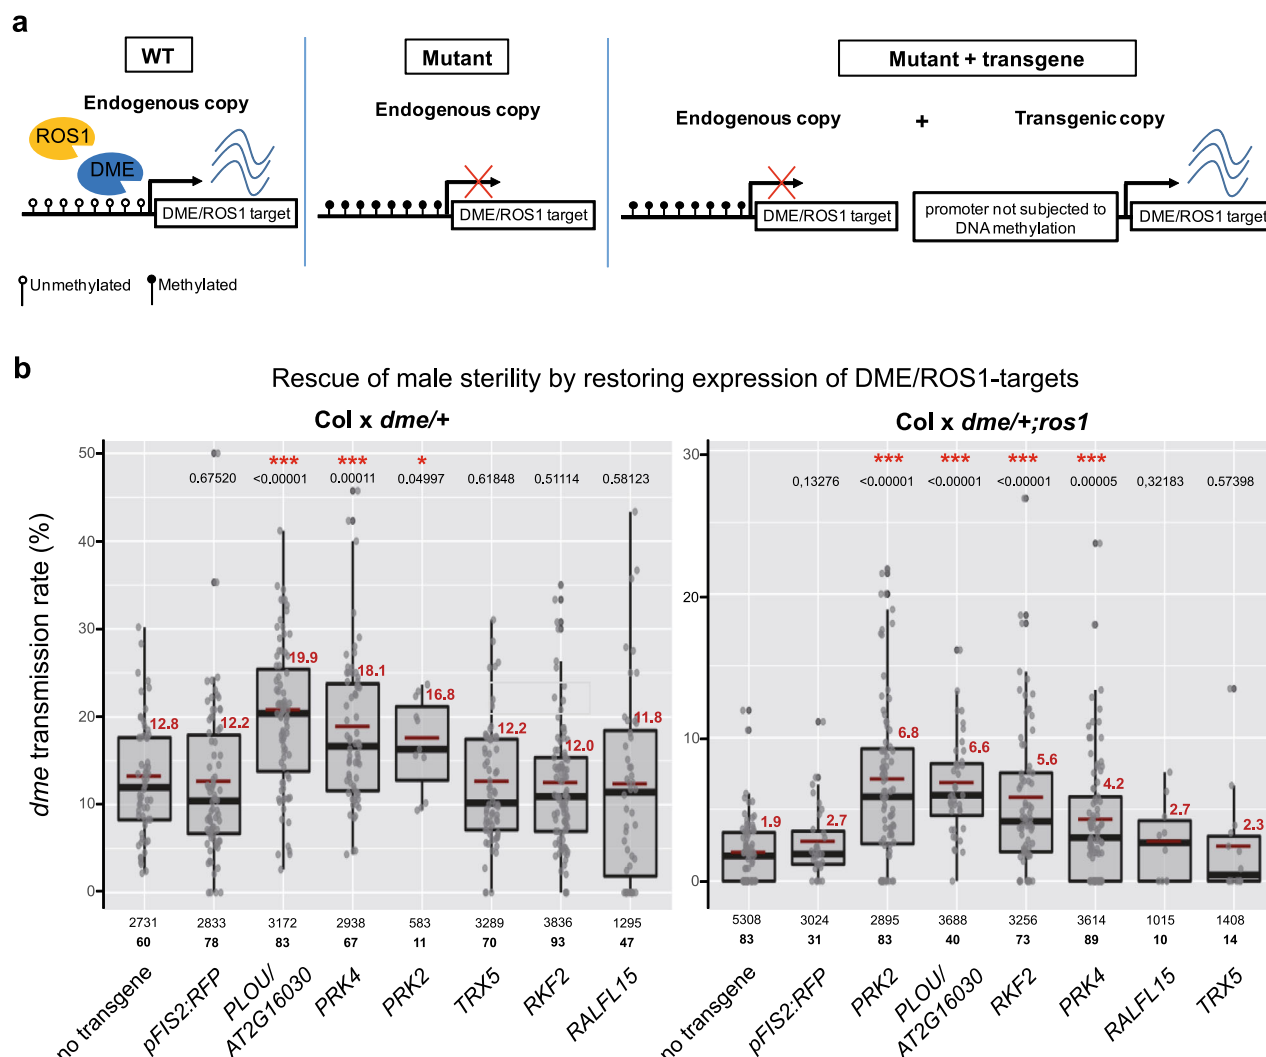 a
WT
Mutant
Mutant + transgene
Endogenous copy
Endogenous copy
Endogenous copy
+
Transgenic copy
ROS1
DME
DME/ROS1 target
DME/ROS1 target
DME/ROS1 target
promoter not subjected to
DNA methylation
DME/ROS1 target
Unmethylated
Methylated
b
Rescue of male sterility by restoring expression of DME/ROS1-targets
Col x dme/+
Col x dme/+;ros1
dme transmission rate (%)
50
40
30
20
10
0
*** *** *
0.67520 <0.00001 0.00011 0.04997 0.61848 0.51114 0.58123
12.8 12.2 19.9 18.1 16.8 12.2 12.0 11.8
2731 2833 3172 2938 583 3289 3836 1295
60 78 83 67 11 70 93 47
no transgene
pFIS2:RFP
PLOU/
AT2G16030
PRK4
PRK2
TRX5
RKF2
RALFL15
30
20
10
0
*** *** *** ***
0,13276 <0.00001 <0.00001 <0.00001 0.00005 0,32183 0.57398
1.9 2.7 6.8 6.6 5.6 4.2 2.7 2.3
5308 3024 2895 3688 3256 3614 1015 1408
83 31 83 40 73 89 10 14
no transgene
pFIS2:RFP
PRK2
PLOU/
AT2G16030
RKF2
PRK4
RALFL15
TRX5